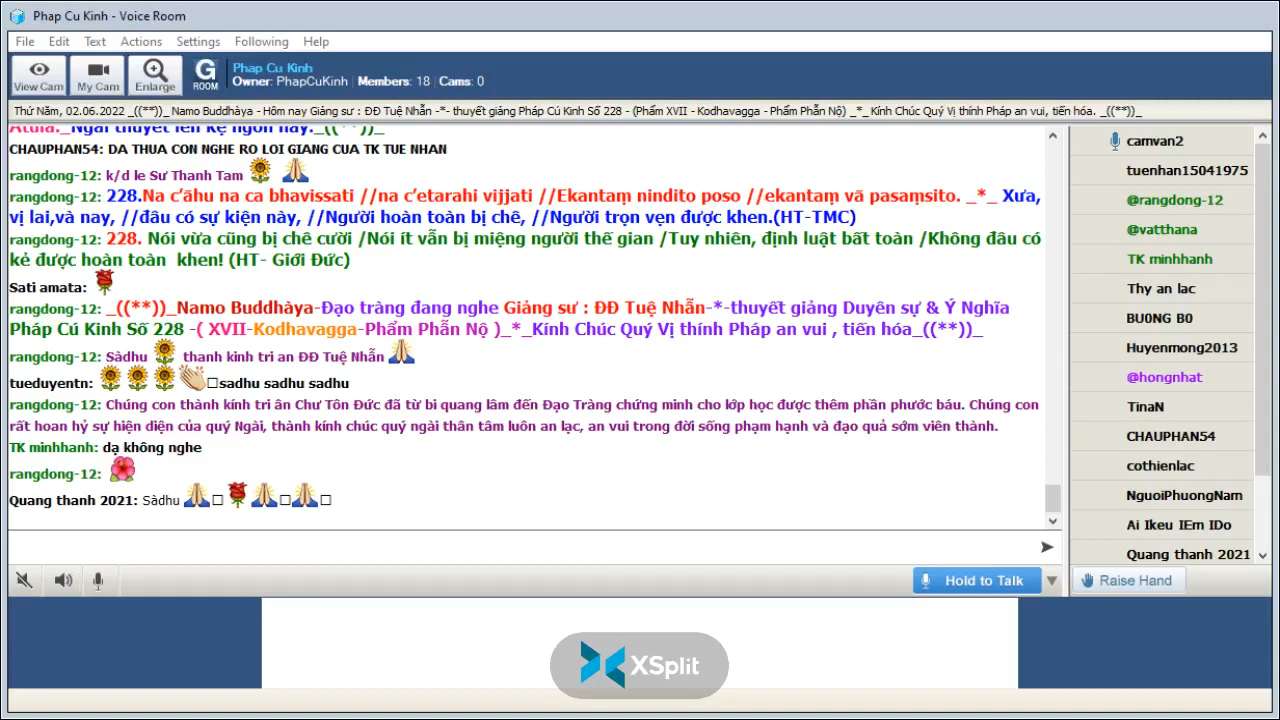 Phap Cu Kinh - Voice Room
File Edit Text Actions Settings Following Help
View Cam My Cam Enlarge G ROOM
Phap Cu Kinh
Owner: PhapCuKinh | Members: 18 | Cams: 0
Thứ Năm, 02.06.2022 _((**))_ Namo Buddhàya - Hôm nay Giảng sư : ĐĐ Tuệ Nhẫn -*- thuyết giảng Pháp Cú Kinh Số 228 - (Phẩm XVII - Kodhavagga - Phẩm Phẫn Nộ) _*_ Kính Chúc Quý Vị thính Pháp an vui, tiến hóa. _((**))_
Atula._Ngài thuyết lên kệ ngôn này._((**))_
CHAUPHAN54: DA THUA CON NGHE RO LOI GIANG CUA TK TUE NHAN
rangdong-12: k/d le Sư Thanh Tam
rangdong-12: 228.Na c’āhu na ca bhavissati //na c’etarahi vijjati //Ekantaṃ nindito poso //ekantaṃ vā pasaṃsito. _*_ Xưa,
vị lai,và nay, //đâu có sự kiện này, //Người hoàn toàn bị chê, //Người trọn vẹn được khen.(HT-TMC)
rangdong-12: 228. Nói vừa cũng bị chê cười /Nói ít vẫn bị miệng người thế gian /Tuy nhiên, định luật bất toàn /Không đâu có
kẻ được hoàn toàn khen! (HT- Giới Đức)
Sati amata:
rangdong-12: _((**))_Namo Buddhàya-Đạo tràng đang nghe Giảng sư : ĐĐ Tuệ Nhẫn-*-thuyết giảng Duyên sự & Ý Nghĩa
Pháp Cú Kinh Số 228 -( XVII-Kodhavagga-Phẩm Phẫn Nộ )_*_Kính Chúc Quý Vị thính Pháp an vui , tiến hóa_((**))_
rangdong-12: Sàdhu thanh kinh tri an ĐĐ Tuệ Nhẫn
tueduyentn: sadhu sadhu sadhu
rangdong-12: Chúng con thành kính tri ân Chư Tôn Đức đã từ bi quang lâm đến Đạo Tràng chứng minh cho lớp học được thêm phần phước báu. Chúng con
rất hoan hỷ sự hiện diện của quý Ngài, thành kính chúc quý ngài thân tâm luôn an lạc, an vui trong đời sống phạm hạnh và đạo quả sớm viên thành.
TK minhhanh: dạ không nghe
rangdong-12:
Quang thanh 2021: Sàdhu
Hold to Talk
camvan2
tuenhan15041975
@rangdong-12
@vatthana
TK minhhanh
Thy an lac
BU0NG B0
Huyenmong2013
@hongnhat
TinaN
CHAUPHAN54
cothienlac
NguoiPhuongNam
Ai Ikeu IEm IDo
Quang thanh 2021
Raise Hand
XSplit